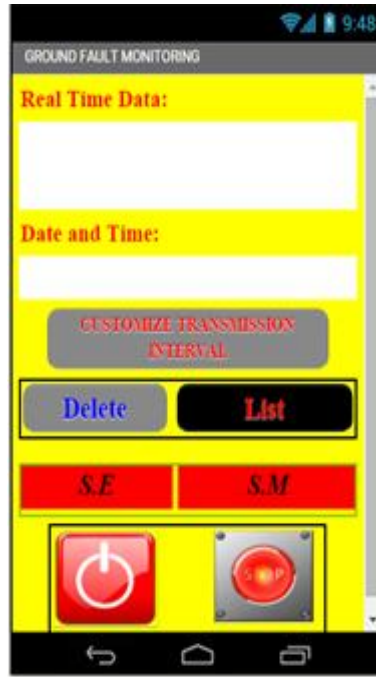 9:48
GROUND FAULT MONITORING
Real Time Data:
Date and Time:
CUSTOMIZE TRANSMISSION
INTERVAL
Delete
List
S.E
S.M
STOP